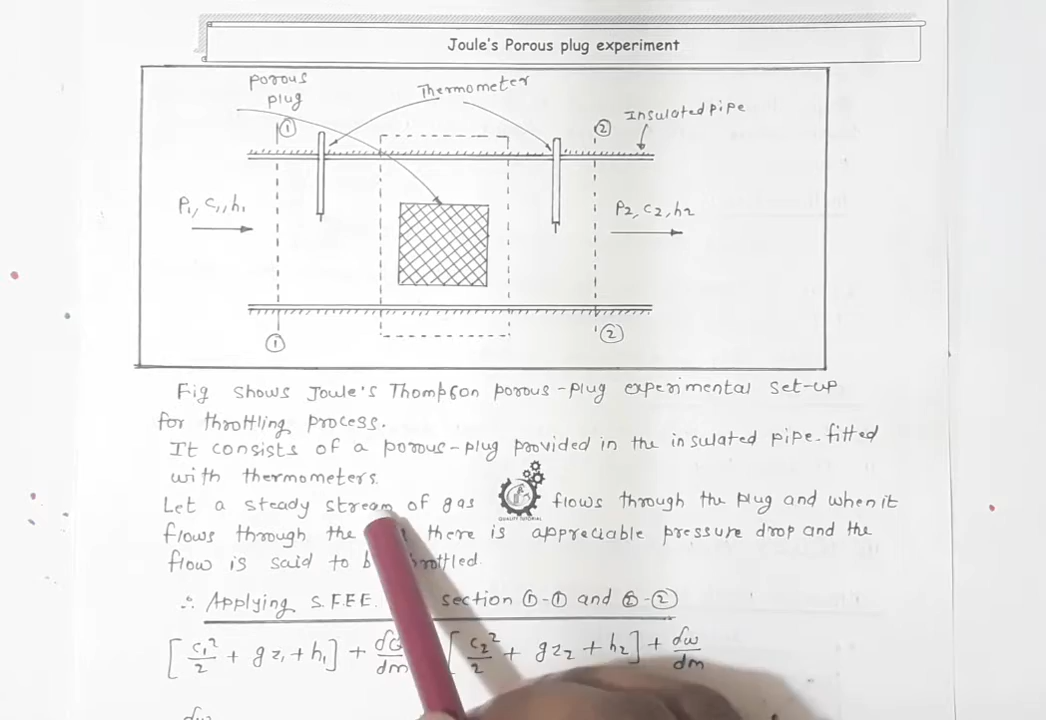 Joule's Porous plug experiment
porous
plug
Thermometer
Insulated pipe
①
②
P1, C1, h1
P2, C2, h2
①
②
Fig shows Joule's Thompson porous-plug experimental set-up
for throttling process.
It consists of a porous-plug provided in the insulated pipe fitted
with thermometers.
Let a steady stream of gas flows through the plug and when it
QUALITY TUTORIAL
flows through the there is appreciable pressure drop and the
flow is said to
∴ Applying S.F.E.E. section ①-① and ②-②
[c1²/2 + gz1 + h1] + dQ/dm [c2²/2 + gz2 + h2] + dw/dm
dw